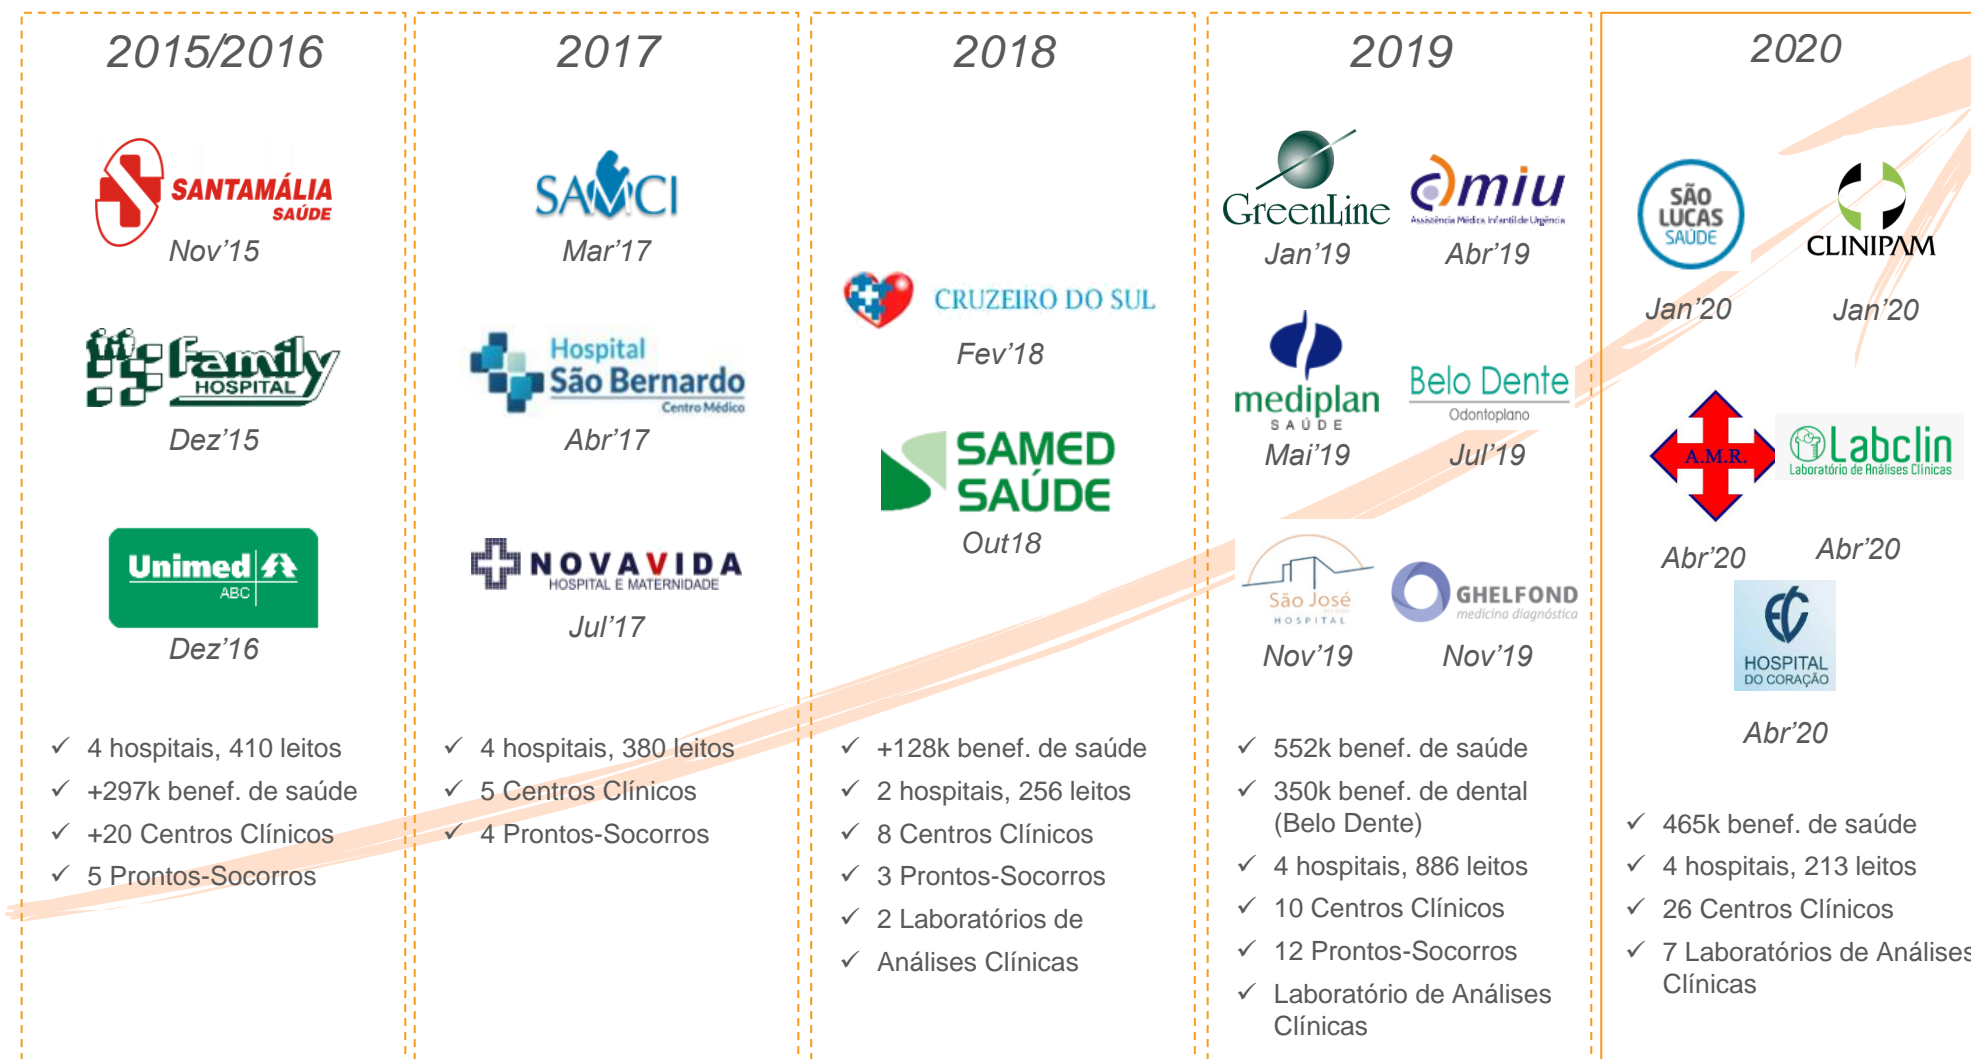 2015/2016
SANTAMÁLIA
SAÚDE
Nov’15
Family
HOSPITAL
Dez’15
Unimed
ABC
Dez’16
✓ 4 hospitais, 410 leitos
✓ +297k benef. de saúde
✓ +20 Centros Clínicos
✓ 5 Prontos-Socorros
2017
SAMCI
Mar’17
Hospital
São Bernardo
Centro Médico
Abr’17
NOVAVIDA
HOSPITAL E MATERNIDADE
Jul’17
✓ 4 hospitais, 380 leitos
✓ 5 Centros Clínicos
✓ 4 Prontos-Socorros
2018
CRUZEIRO DO SUL
Fev’18
SAMED
SAÚDE
Out18
✓ +128k benef. de saúde
✓ 2 hospitais, 256 leitos
✓ 8 Centros Clínicos
✓ 3 Prontos-Socorros
✓ 2 Laboratórios de
✓ Análises Clínicas
2019
GreenLine
Jan’19
amiu
Assistência Médica Infantil de Urgência
Abr’19
mediplan
SAÚDE
Mai’19
Belo Dente
Odontoplano
Jul’19
São José
HOSPITAL
Nov’19
GHELFOND
medicina diagnóstica
Nov’19
✓ 552k benef. de saúde
✓ 350k benef. de dental
(Belo Dente)
✓ 4 hospitais, 886 leitos
✓ 10 Centros Clínicos
✓ 12 Prontos-Socorros
✓ Laboratório de Análises
Clínicas
2020
SÃO
LUCAS
SAÚDE
Jan’20
CLINIPAM
Jan’20
A.M.R.
Abr’20
Labclin
Laboratório de Análises Clínicas
Abr’20
HOSPITAL
DO CORAÇÃO
Abr’20
✓ 465k benef. de saúde
✓ 4 hospitais, 213 leitos
✓ 26 Centros Clínicos
✓ 7 Laboratórios de Análises
Clínicas